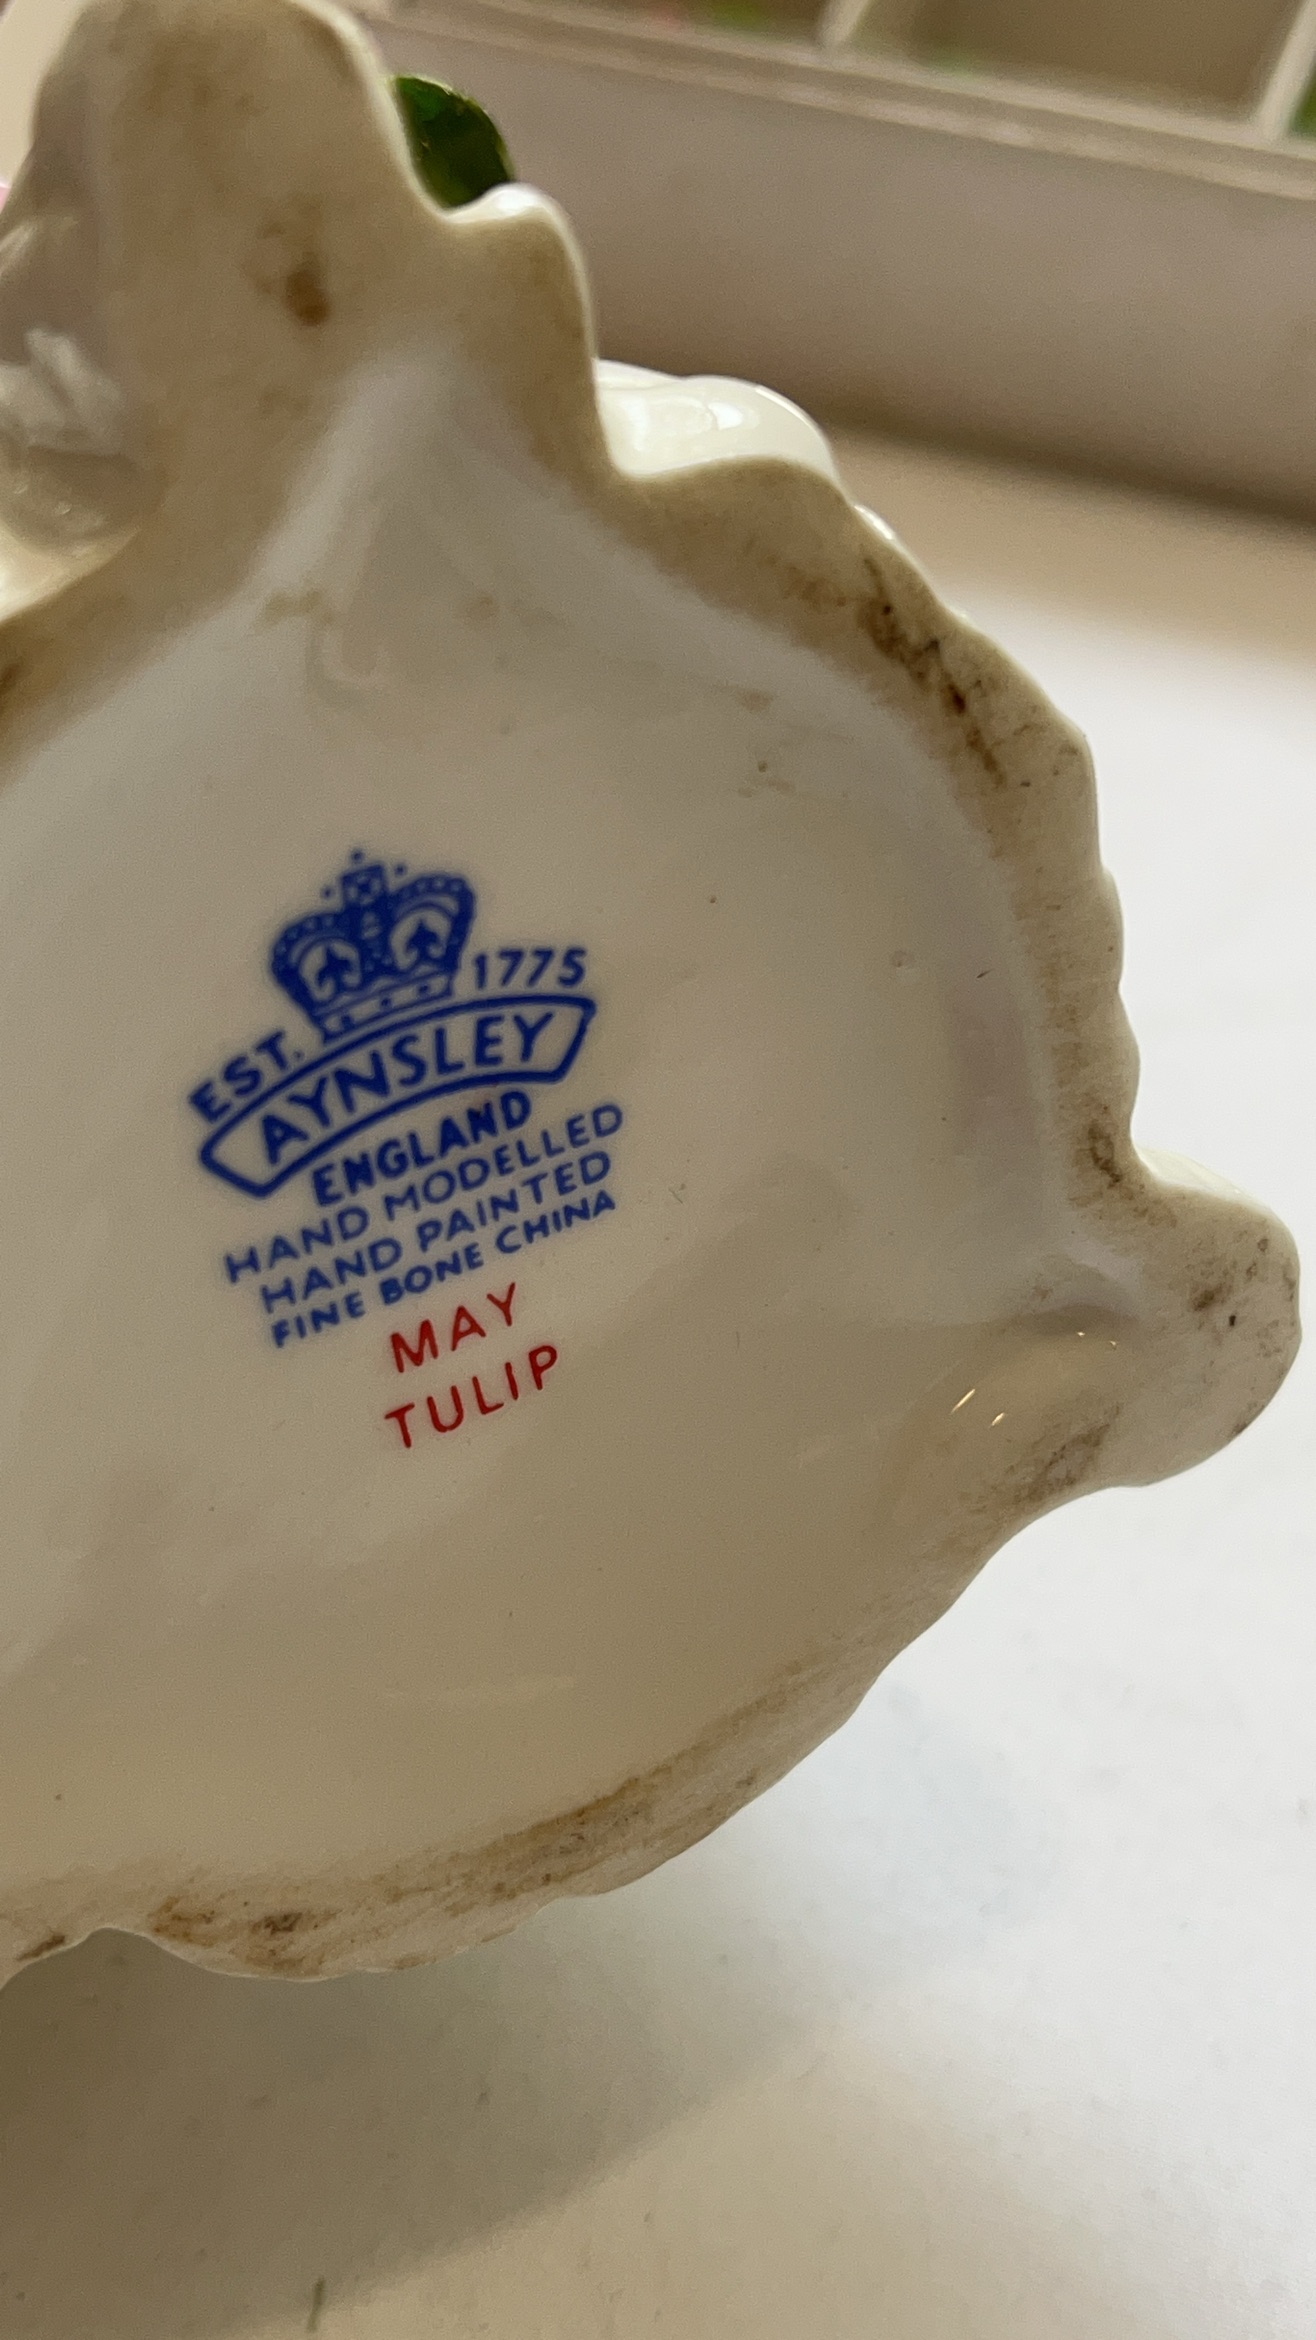 EST. 1775
AYNSLEY
ENGLAND
HAND MODELLED
HAND PAINTED
FINE BONE CHINA
MAY
TULIP